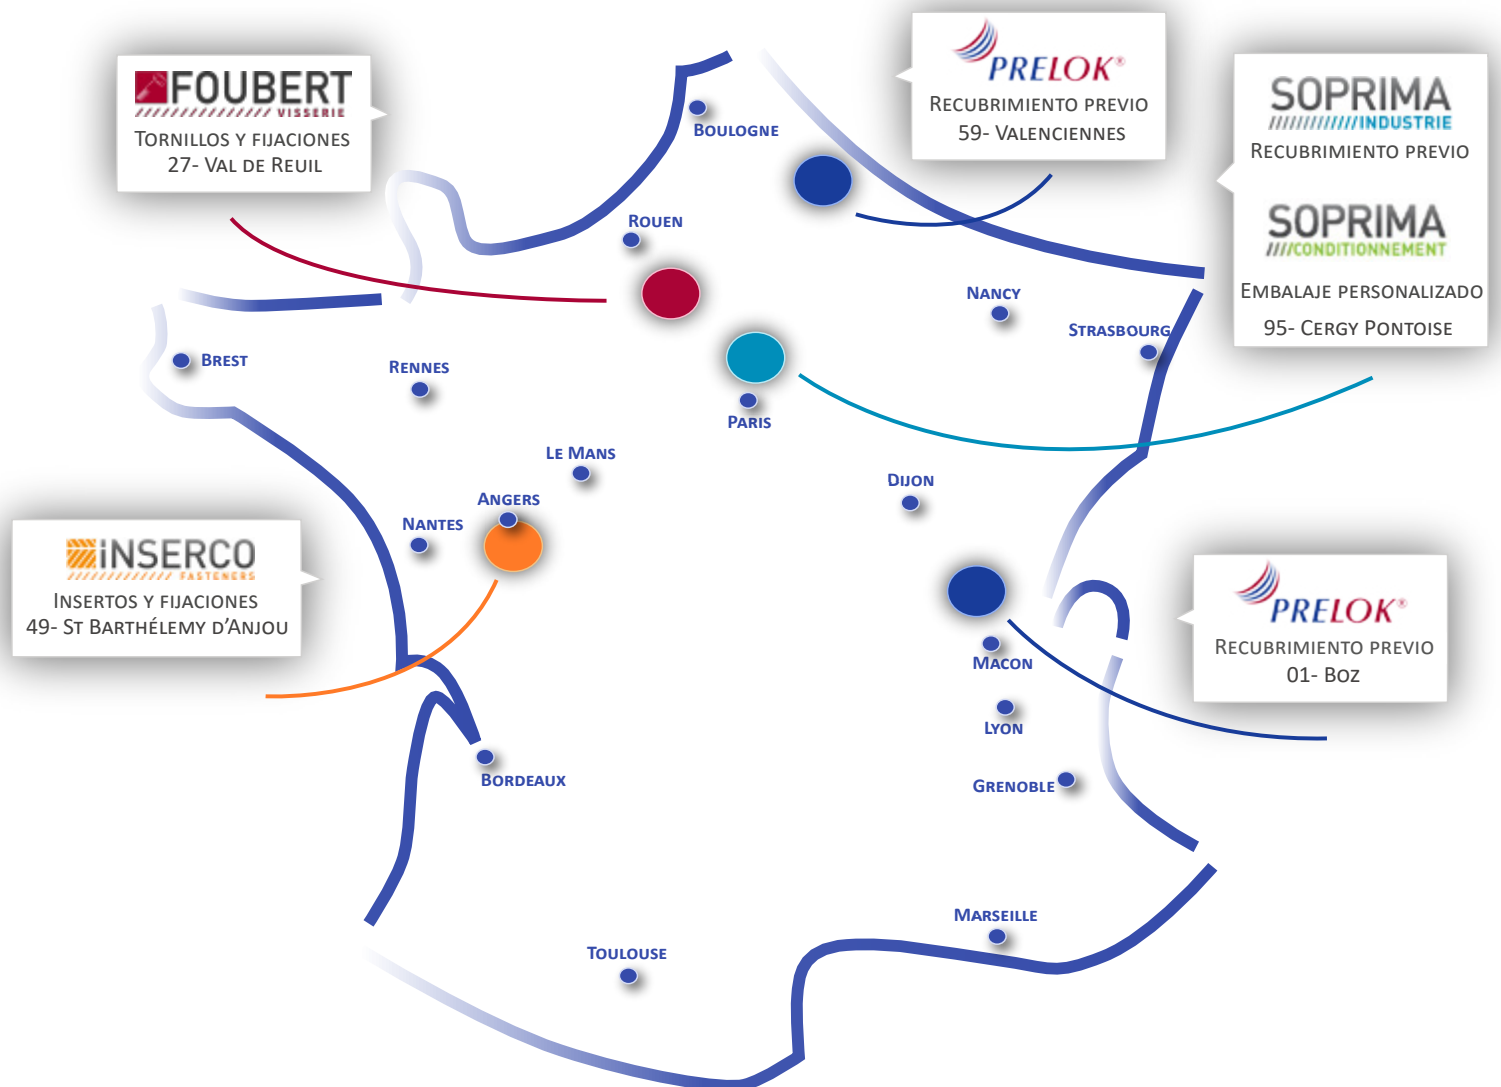 FOUBERT
VISSERIE
Tornillos y fijaciones
27- Val de Reuil
PRELOK®
Recubrimiento previo
59- Valenciennes
SOPRIMA
INDUSTRIE
Recubrimiento previo
SOPRIMA
CONDITIONNEMENT
Embalaje personalizado
95- Cergy Pontoise
Boulogne
Rouen
Nancy
Strasbourg
Brest
Rennes
Paris
Le Mans
Dijon
Angers
Nantes
iNSERCO
FASTENERS
Insertos y fijaciones
49- St Barthélemy d’Anjou
PRELOK®
Recubrimiento previo
01- Boz
Macon
Lyon
Bordeaux
Grenoble
Marseille
Toulouse